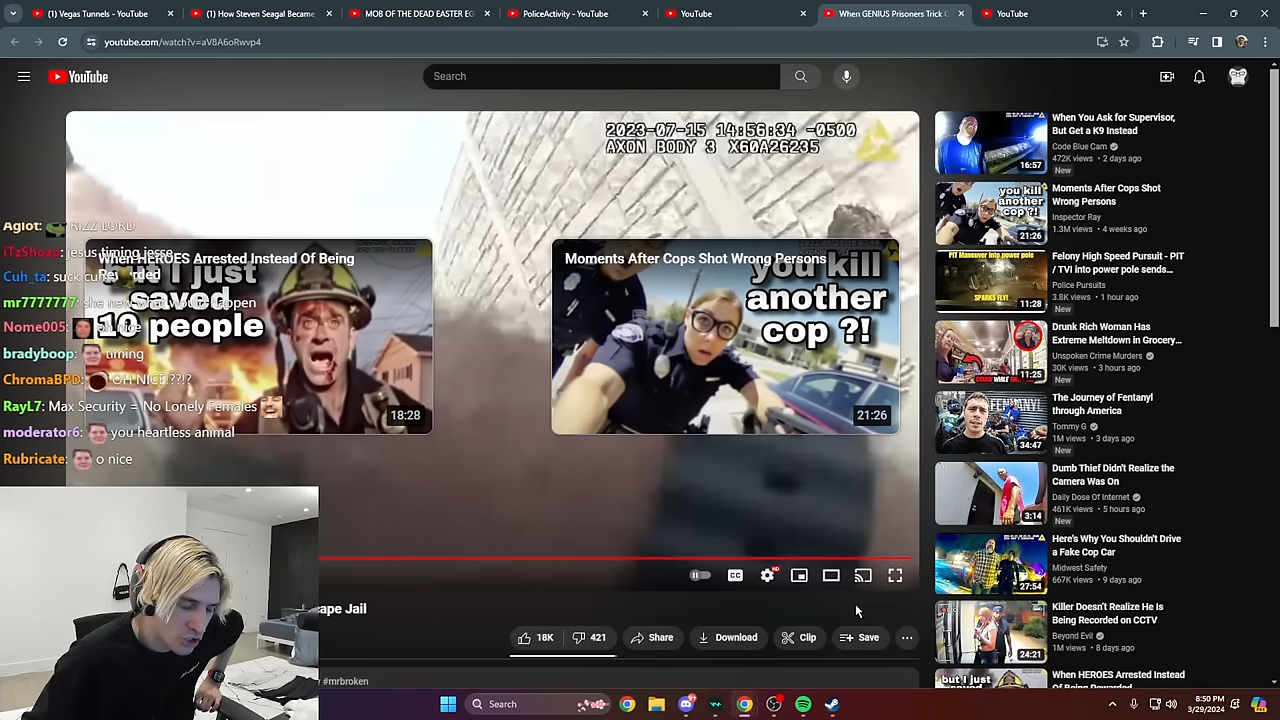 (1) Vegas Tunnels - YouTube
(1) How Steven Seagal Became
MOB OF THE DEAD EASTER EG
PoliceActivity - YouTube
YouTube
When GENIUS Prisoners Trick C
YouTube
youtube.com/watch?v=aV8A6oRwvp4
YouTube
Search
2023-07-15 14:56:34 -0500
AXON BODY 3 X60A26235
When HEROES Arrested Instead Of Being
I just
10 people
18:28
Moments After Cops Shot Wrong Persons
you kill
another
cop ?!
21:26
Agiot: RIZZ LORD
iTzShozo: jesus timing jesse
Cuh_ta: suck cuh
mr7777777: she new what would happen
Nome005: oh nice
bradyboop: timing
ChromaBPD: OH NICE!??!?
RayL7: Max Security = No Lonely Females
moderator6: you heartless animal
Rubricate: o nice
CC
HD
cape Jail
18K
421
Share
Download
Clip
Save
#mrbroken
16:57
When You Ask for Supervisor,
But Get a K9 Instead
Code Blue Cam
472K views • 2 days ago
New
you kill
another
cop ?!
21:26
Moments After Cops Shot
Wrong Persons
Inspector Ray
1.3M views • 4 weeks ago
PIT Maneuver into power pole
SPARKS FLY!
11:28
Felony High Speed Pursuit - PIT
/ TVI into power pole sends…
Police Pursuits
3.8K views • 1 hour ago
New
11:25
Drunk Rich Woman Has
Extreme Meltdown in Grocery…
Unspoken Crime Murders
30K views • 3 hours ago
New
34:47
The Journey of Fentanyl
through America
Tommy G
1M views • 3 days ago
New
3:14
Dumb Thief Didn't Realize the
Camera Was On
Daily Dose Of Internet
461K views • 5 hours ago
New
27:54
Here's Why You Shouldn't Drive
a Fake Cop Car
Midwest Safety
667K views • 9 days ago
24:21
Killer Doesn't Realize He Is
Being Recorded on CCTV
Beyond Evil
1M views • 8 days ago
but I just
When HEROES Arrested Instead
Of Being Rewarded
Search
8:50 PM
3/29/2024